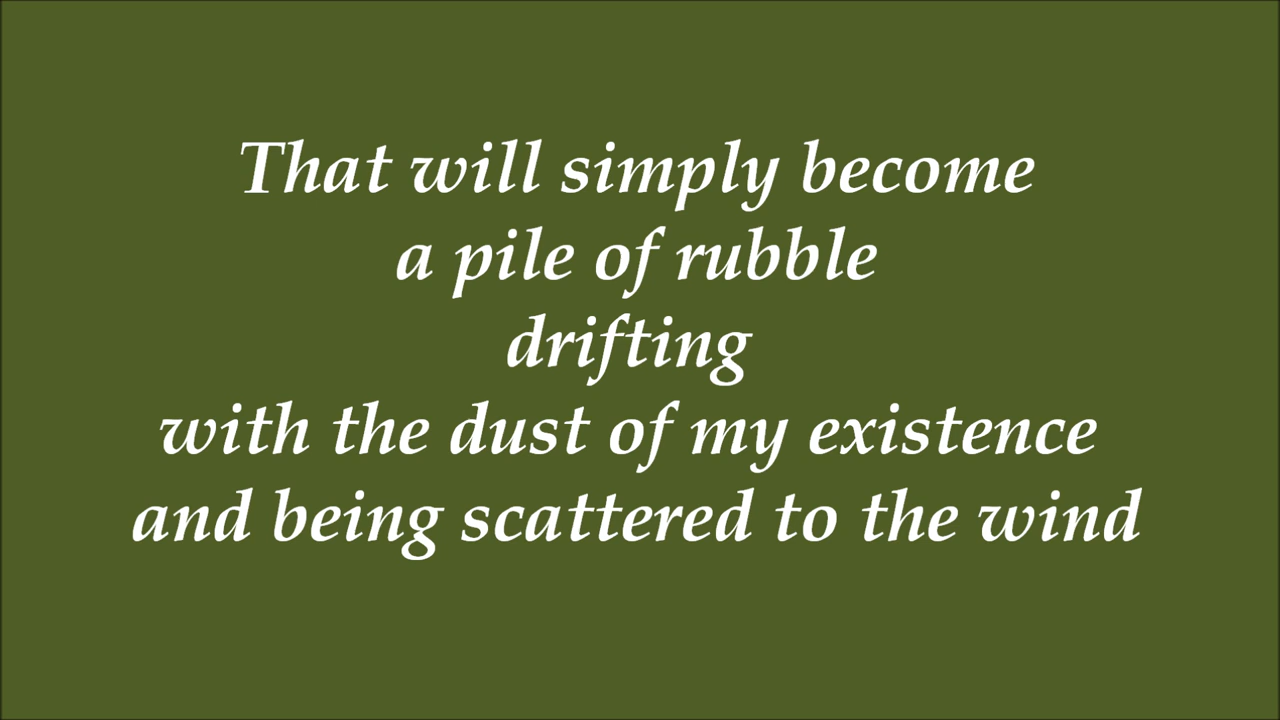 That will simply become
a pile of rubble
drifting
with the dust of my existence
and being scattered to the wind